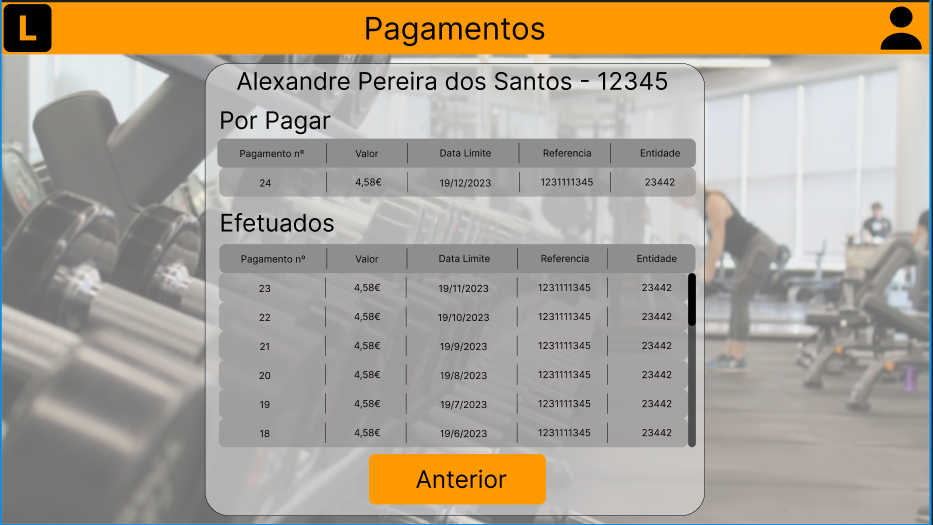 L
Pagamentos
Alexandre Pereira dos Santos - 12345
Por Pagar
Pagamento nº Valor Data Limite Referencia Entidade
24 4,58€ 19/12/2023 1231111345 23442
Efetuados
Pagamento nº Valor Data Limite Referencia Entidade
23 4,58€ 19/11/2023 1231111345 23442
22 4,58€ 19/10/2023 1231111345 23442
21 4,58€ 19/9/2023 1231111345 23442
20 4,58€ 19/8/2023 1231111345 23442
19 4,58€ 19/7/2023 1231111345 23442
18 4,58€ 19/6/2023 1231111345 23442
Anterior